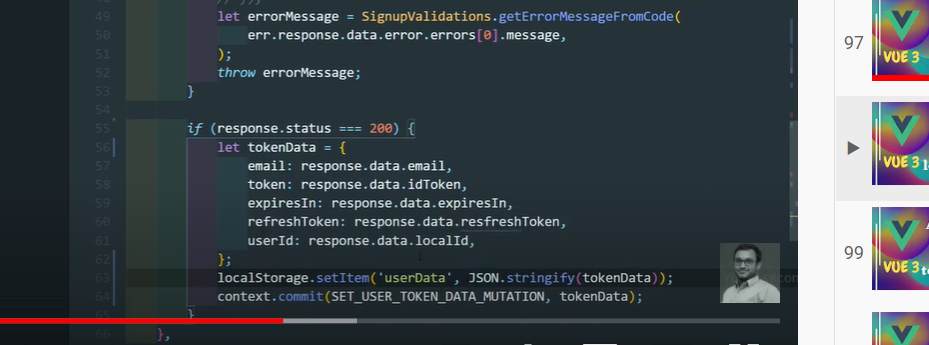 48 // });
49 let errorMessage = SignupValidations.getErrorMessageFromCode(
50 err.response.data.error.errors[0].message,
51 );
52 throw errorMessage;
53 }
54
55 if (response.status === 200) {
56 let tokenData = {
57 email: response.data.email,
58 token: response.data.idToken,
59 expiresIn: response.data.expiresIn,
60 refreshToken: response.data.resfreshToken,
61 userId: response.data.localId,
62 };
63 localStorage.setItem('userData', JSON.stringify(tokenData));
64 context.commit(SET_USER_TOKEN_DATA_MUTATION, tokenData);
65 }
66 },
97
VUE 3
VUE 3
99
VUE 3